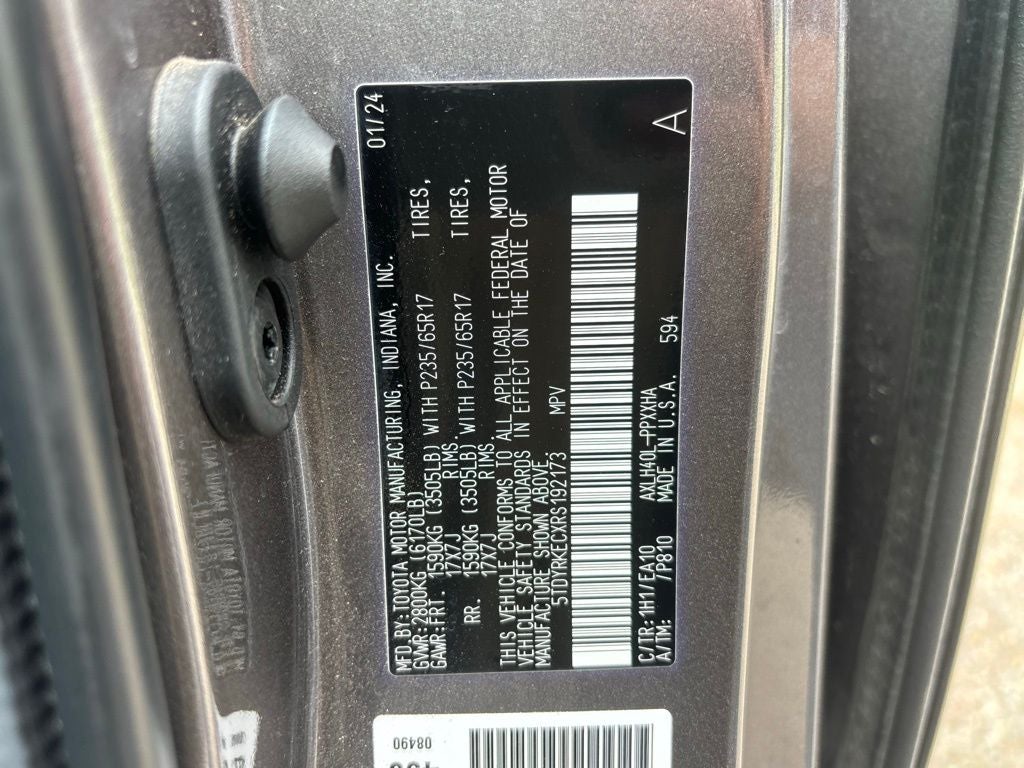 MFD.BY:TOYOTA MOTOR MANUFACTURING, INDIANA, INC. 01/24
GVWR:2800KG (6170LB)
GAWR:FRT. 1590KG (3505LB) WITH P235/65R17 TIRES,
17X7J RIMS.
RR. 1590KG (3505LB) WITH P235/65R17 TIRES,
17X7J RIMS.
THIS VEHICLE CONFORMS TO ALL APPLICABLE FEDERAL MOTOR
VEHICLE SAFETY STANDARDS IN EFFECT ON THE DATE OF
MANUFACTURE SHOWN ABOVE.
5TDYRKECXRS192173 MPV
C/TR: 1H1/EA10 AXLH40L-PPXXHA
A/TM: /P810 MADE IN U.S.A. 594 A
08490